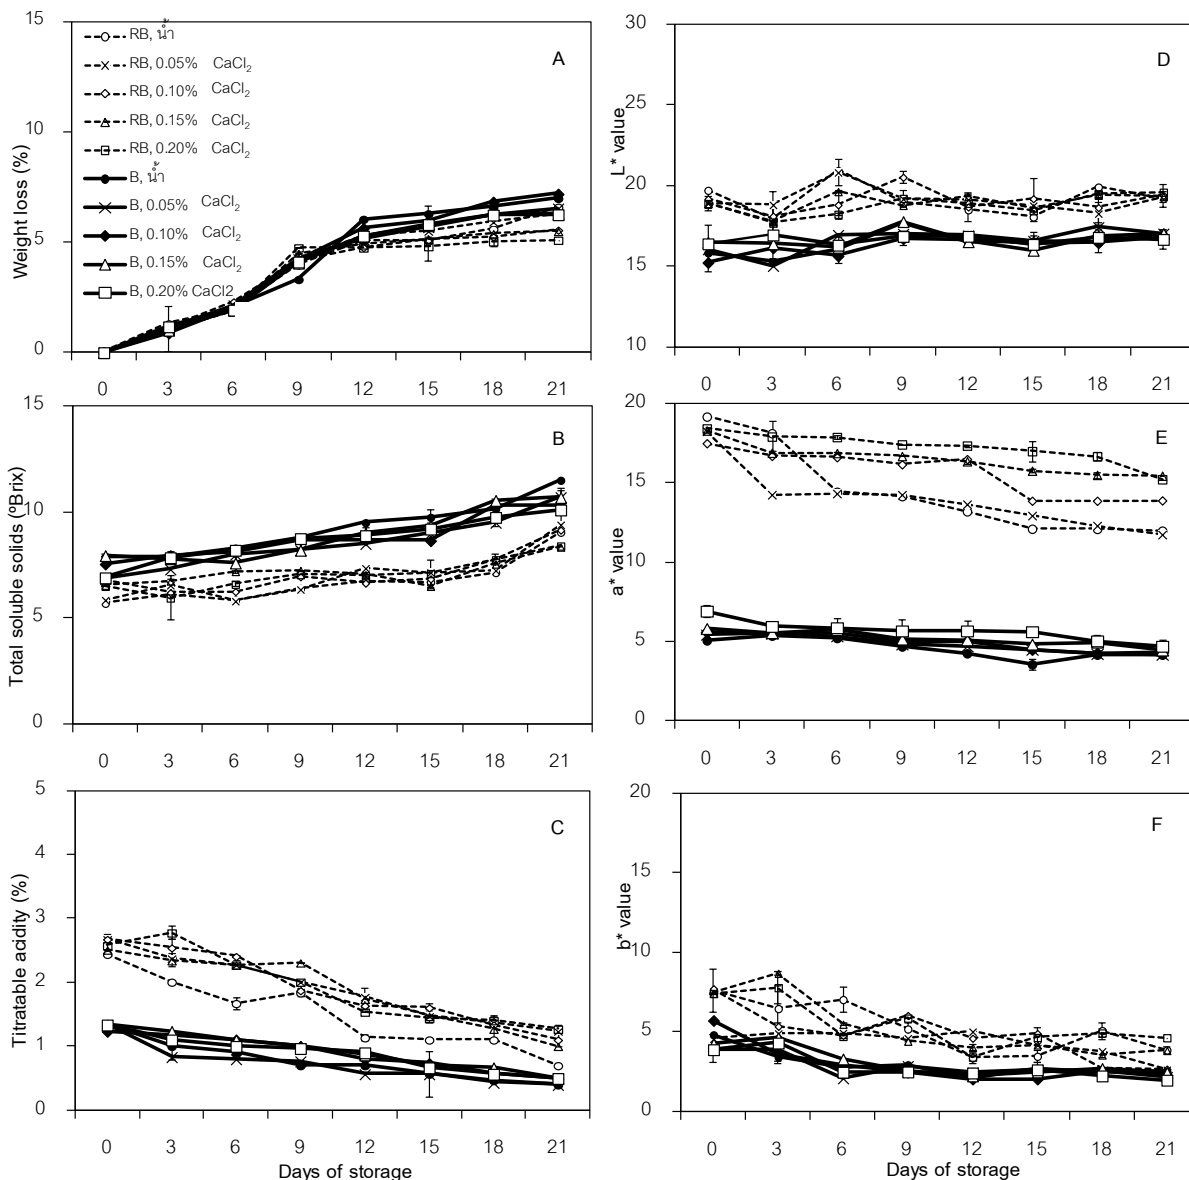 15
10
5
0
Weight loss (%)
RB, น้ำ
RB, 0.05% CaCl2
RB, 0.10% CaCl2
RB, 0.15% CaCl2
RB, 0.20% CaCl2
B, น้ำ
B, 0.05% CaCl2
B, 0.10% CaCl2
B, 0.15% CaCl2
B, 0.20% CaCl2
A
0 3 6 9 12 15 18 21
30
25
20
15
10
L* value
D
0 3 6 9 12 15 18 21
15
10
5
0
Total soluble solids (ºBrix)
B
0 3 6 9 12 15 18 21
20
15
10
5
0
a* value
E
0 3 6 9 12 15 18 21
5
4
3
2
1
0
Titratable acidity (%)
C
0 3 6 9 12 15 18 21
Days of storage
20
15
10
5
0
b* value
F
0 3 6 9 12 15 18 21
Days of storage